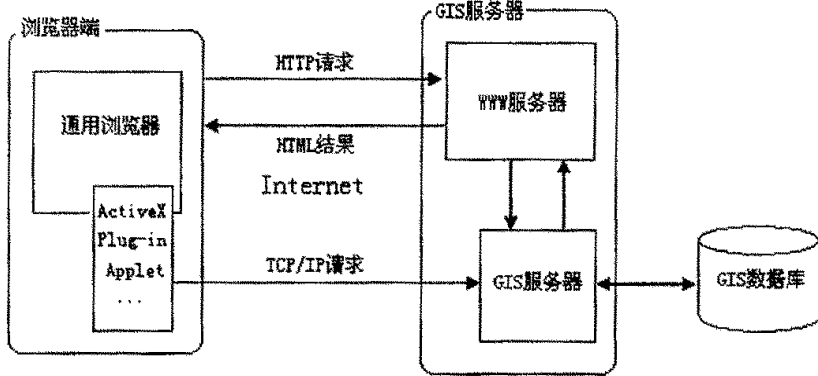 浏览器端
GIS服务器
HTTP请求
WWW服务器
通用浏览器
HTML结果
Internet
ActiveX
Plug-in
Applet
...
TCP/IP请求
GIS服务器
GIS数据库